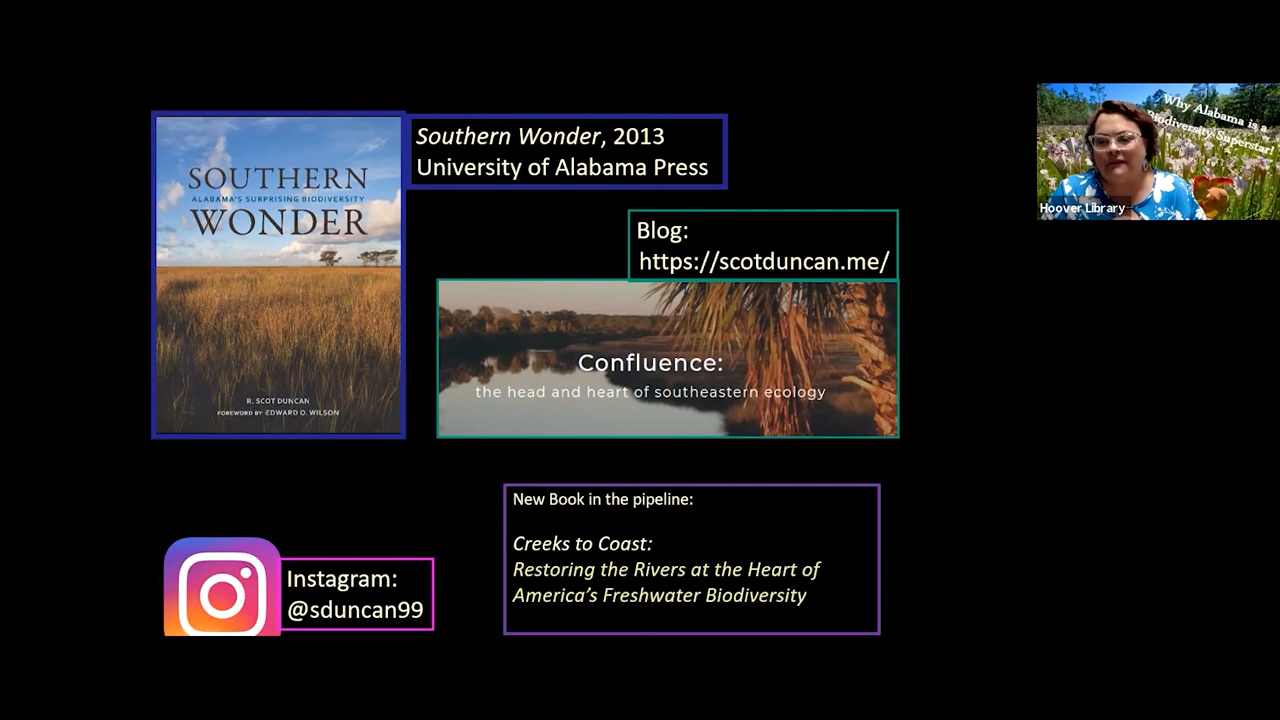 SOUTHERN
ALABAMA'S SURPRISING BIODIVERSITY
WONDER
R. SCOT DUNCAN
FOREWORD BY EDWARD O. WILSON
Southern Wonder, 2013
University of Alabama Press
Blog:
https://scotduncan.me/
Confluence:
the head and heart of southeastern ecology
Instagram:
@sduncan99
New Book in the pipeline:
Creeks to Coast:
Restoring the Rivers at the Heart of
America's Freshwater Biodiversity
Why Alabama is a
Biodiversity Superstar!
Hoover Library